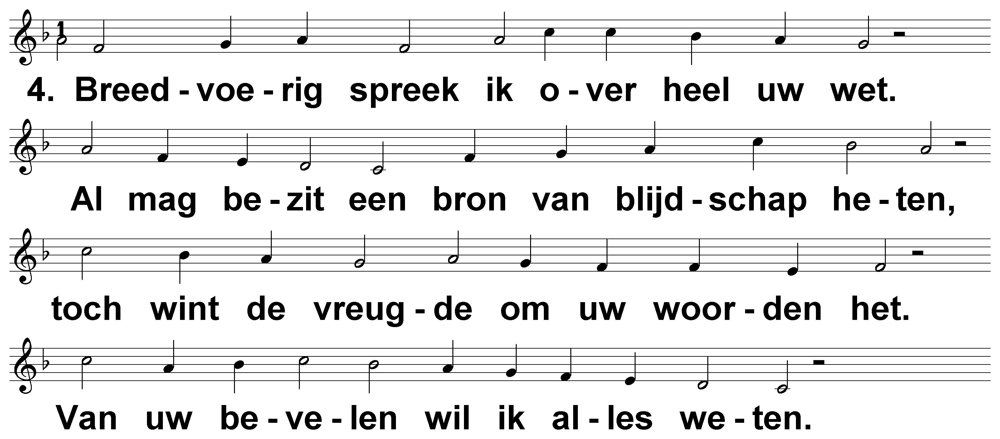 1
4. Breed - voe - rig spreek ik o - ver heel uw wet.
Al mag be - zit een bron van blijd - schap he - ten,
toch wint de vreug - de om uw woor - den het.
Van uw be - ve - len wil ik al - les we - ten.